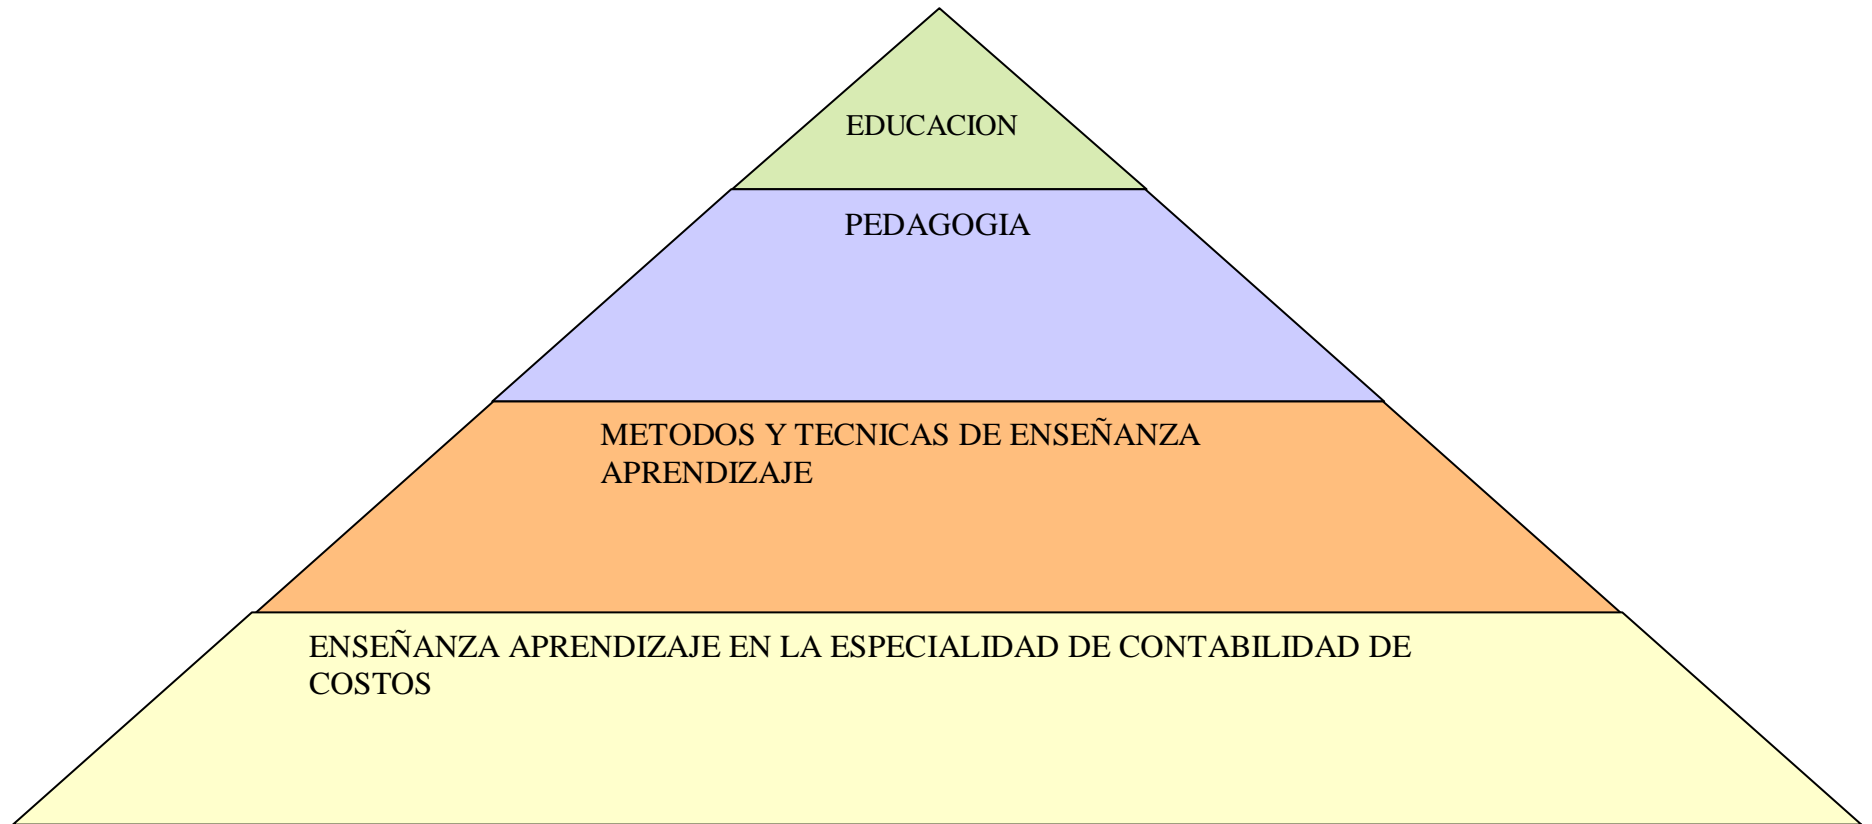 EDUCACION
PEDAGOGIA
METODOS Y TECNICAS DE ENSEÑANZA
APRENDIZAJE
ENSEÑANZA APRENDIZAJE EN LA ESPECIALIDAD DE CONTABILIDAD DE
COSTOS